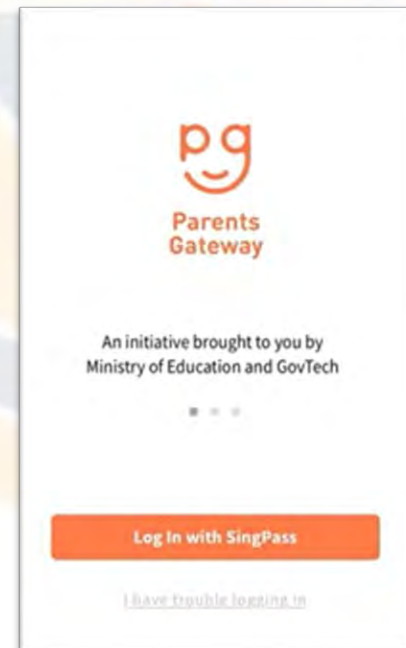 pg
Parents
Gateway
An initiative brought to you by
Ministry of Education and GovTech
Log In with SingPass
I have trouble logging in